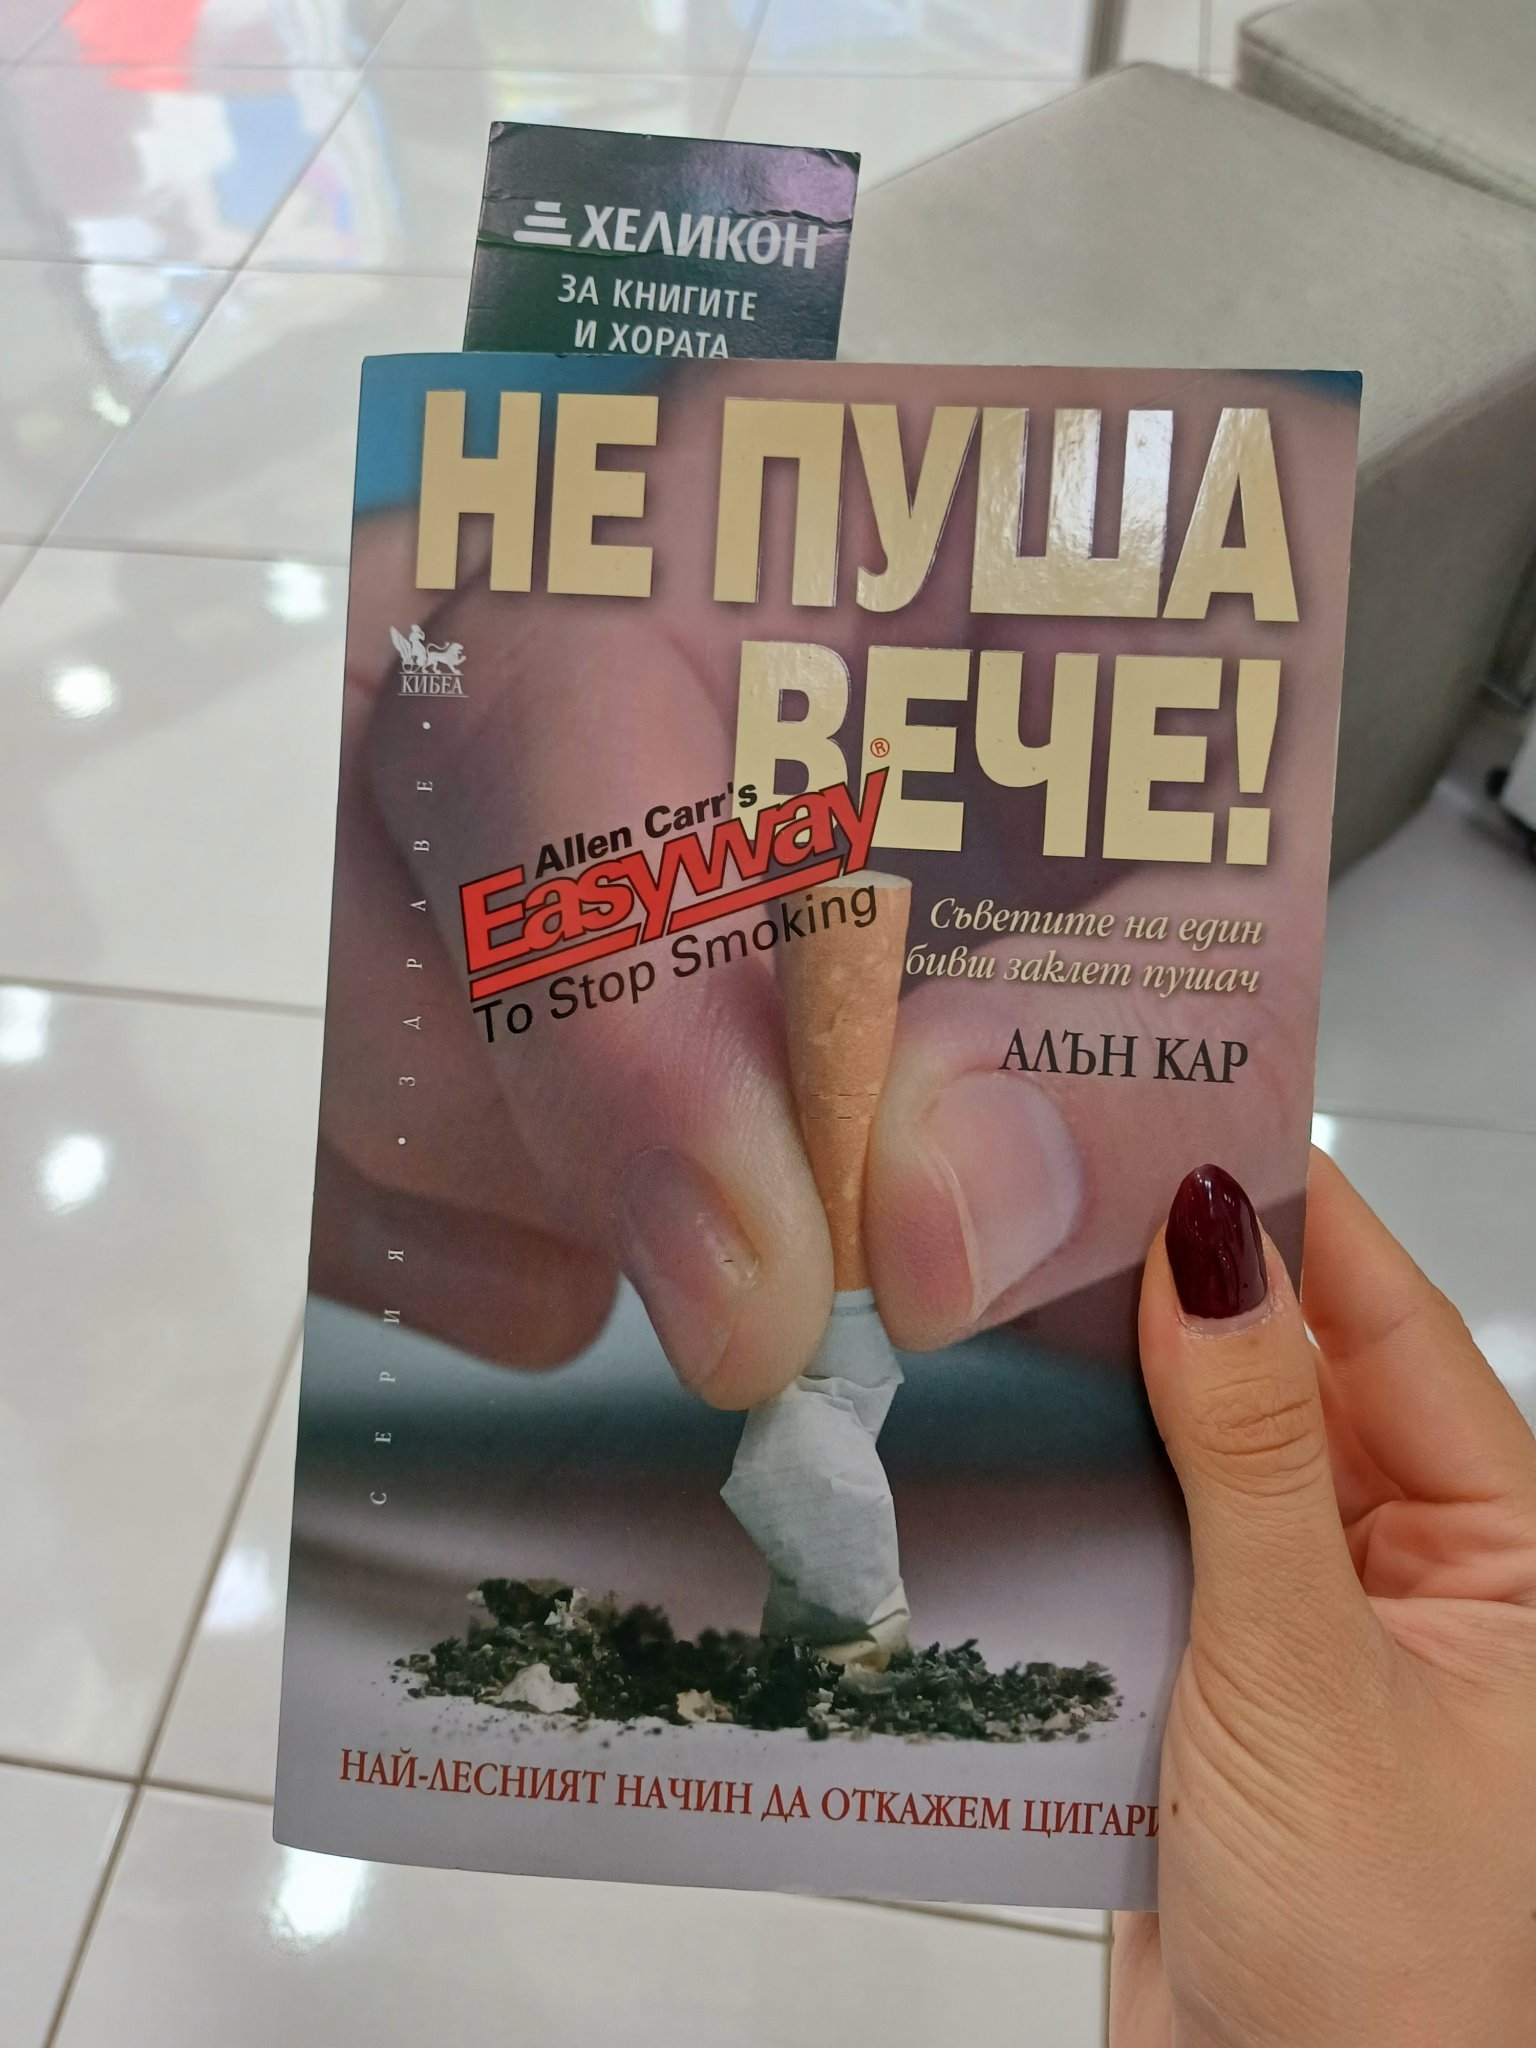 ХЕЛИКОН
ЗА КНИГИТЕ
И ХОРАТА
НЕ ПУША
ВЕЧЕ!
КИБЕА
Allen Carr's
Easyway®
To Stop Smoking
Съветите на един
бивш заклет пушач
АЛЪН КАР
СЕРИЯ • ЗДРАВЕ •
НАЙ-ЛЕСНИЯТ НАЧИН ДА ОТКАЖЕМ ЦИГАРИ